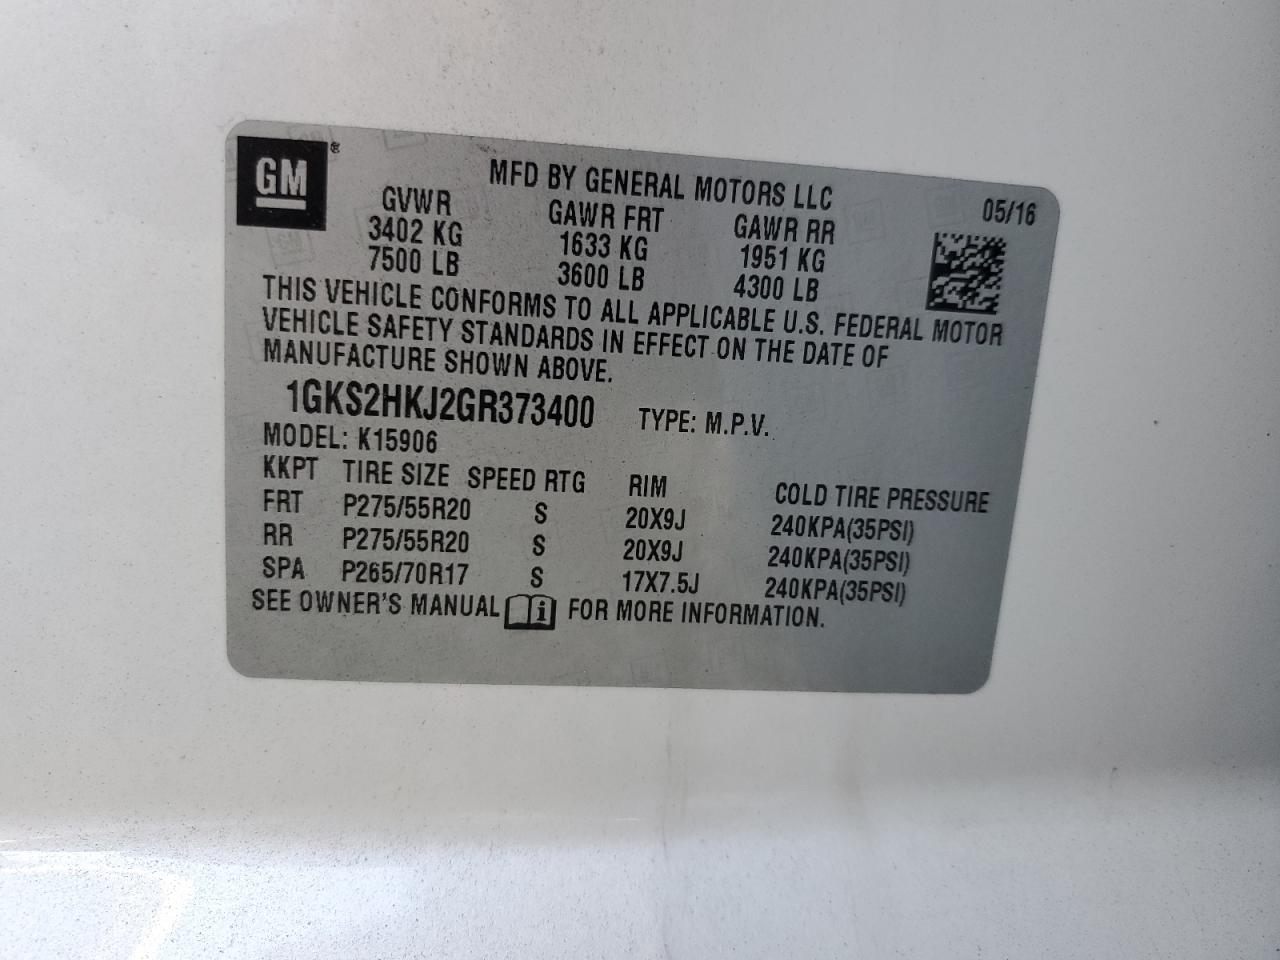 GM ®
MFD BY GENERAL MOTORS LLC 05/16
GVWR GAWR FRT GAWR RR
3402 KG 1633 KG 1951 KG
7500 LB 3600 LB 4300 LB
THIS VEHICLE CONFORMS TO ALL APPLICABLE U.S. FEDERAL MOTOR
VEHICLE SAFETY STANDARDS IN EFFECT ON THE DATE OF
MANUFACTURE SHOWN ABOVE.
1GKS2HKJ2GR373400 TYPE: M.P.V.
MODEL: K15906
KKPT TIRE SIZE SPEED RTG RIM COLD TIRE PRESSURE
FRT P275/55R20 S 20X9J 240KPA(35PSI)
RR P275/55R20 S 20X9J 240KPA(35PSI)
SPA P265/70R17 S 17X7.5J 240KPA(35PSI)
SEE OWNER'S MANUAL i FOR MORE INFORMATION.